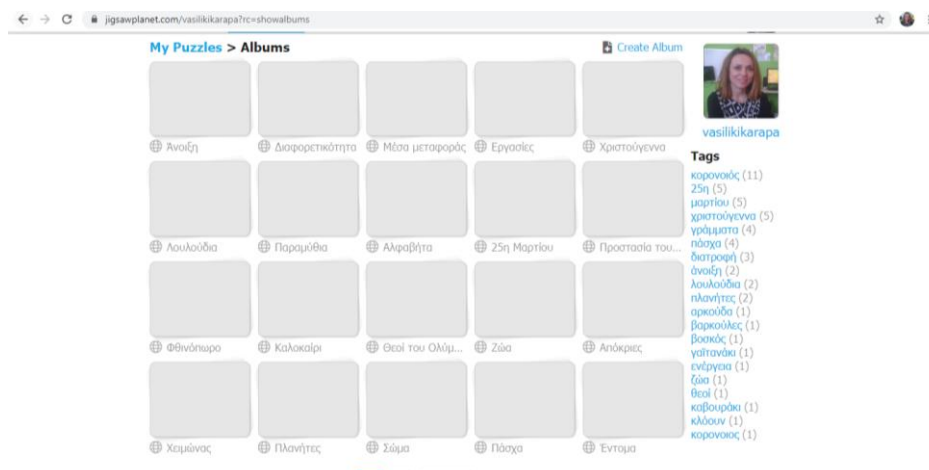 jigsawplanet.com/vasilikikarapa?rc=showalbums
My Puzzles > Albums
Create Album
Άνοιξη
Διαφορετικότητα
Μέσα μεταφοράς
Εργασίες
Χριστούγεννα
Λουλούδια
Παραμύθια
Αλφαβήτα
25η Μαρτίου
Προστασία του...
Φθινόπωρο
Καλοκαίρι
Θεοί του Ολύμ...
Ζώα
Απόκριες
Χειμώνας
Πλανήτες
Σώμα
Πάσχα
Έντομα
vasilikikarapa
Tags
κορονοιός (11)
25η (5)
μαρτίου (5)
χριστούγεννα (5)
γράμματα (4)
πάσχα (4)
διατροφή (3)
άνοιξη (2)
λουλούδια (2)
πλανήτες (2)
αρκούδα (1)
βαρκούλες (1)
βοσκός (1)
γαϊτανάκι (1)
ενέργεια (1)
ζώα (1)
θεοί (1)
καβουράκι (1)
κλόουν (1)
κορονοιος (1)